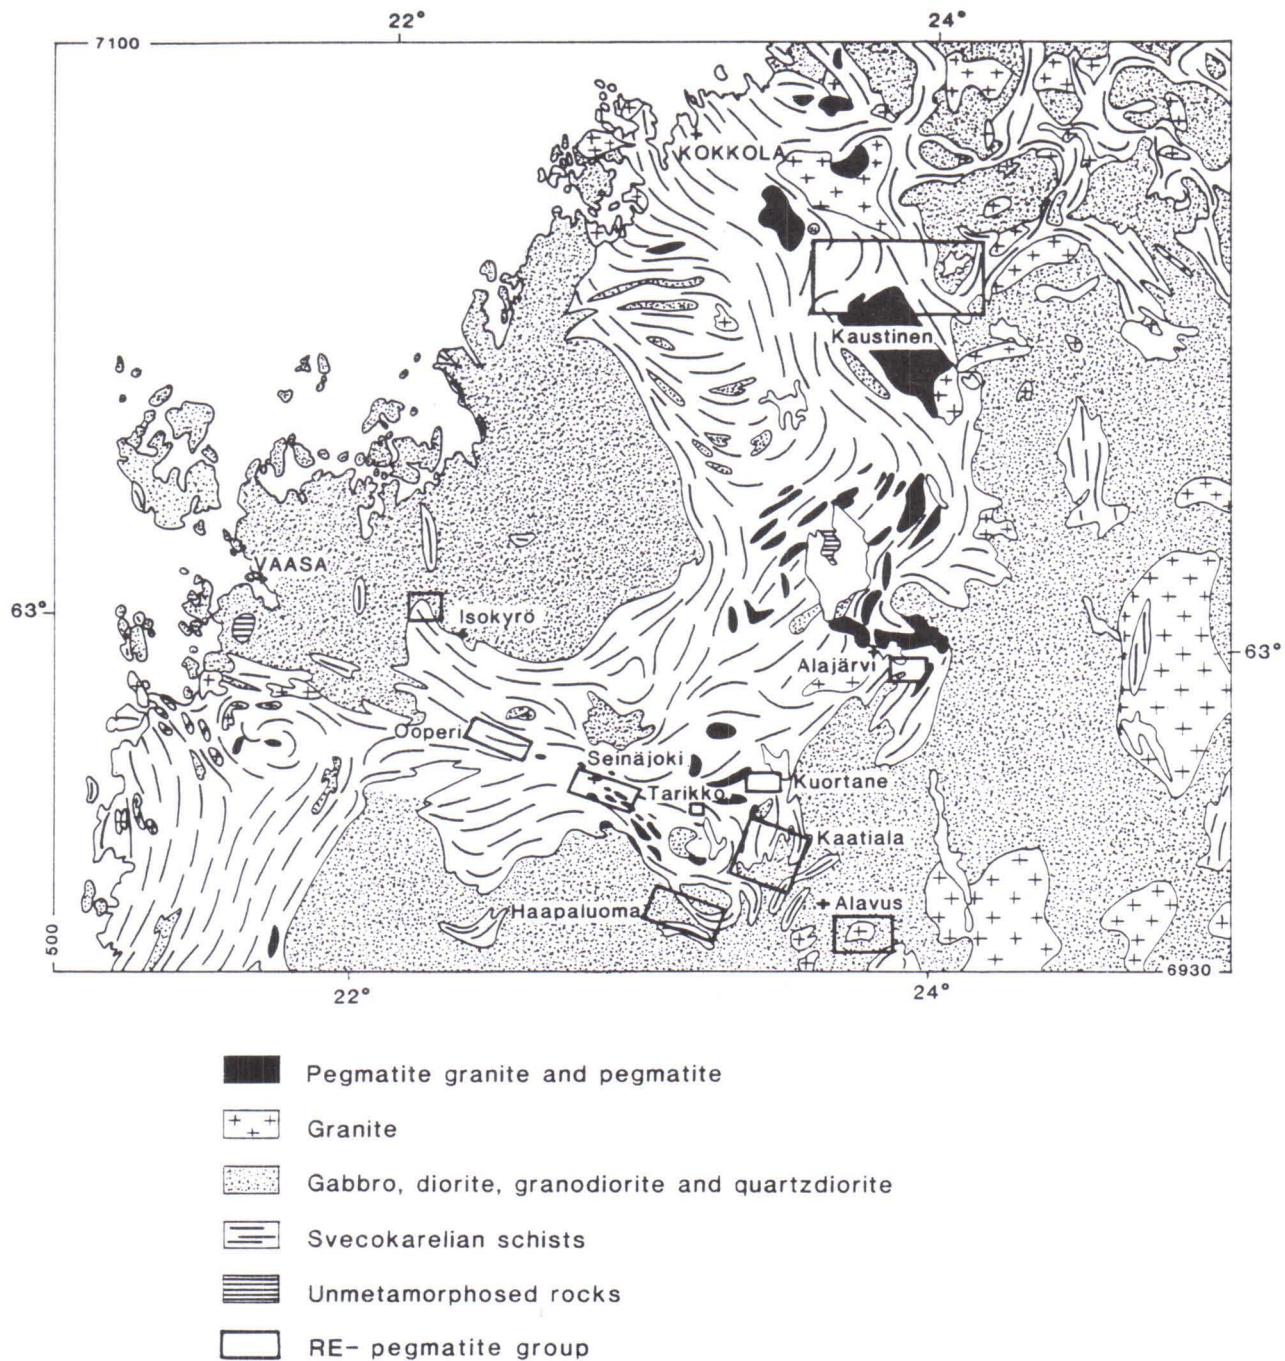 22°
24°
7100
KOKKOLA
Kaustinen
VAASA
63°
Isokyrö
63°
Alajärvi
Ooperi
Seinäjoki
Kuortane
Tarikko
Kaatiala
Haapaluoma
Alavus
500
6930
22°
24°
Pegmatite granite and pegmatite
Granite
Gabbro, diorite, granodiorite and quartzdiorite
Svecokarelian schists
Unmetamorphosed rocks
RE- pegmatite group